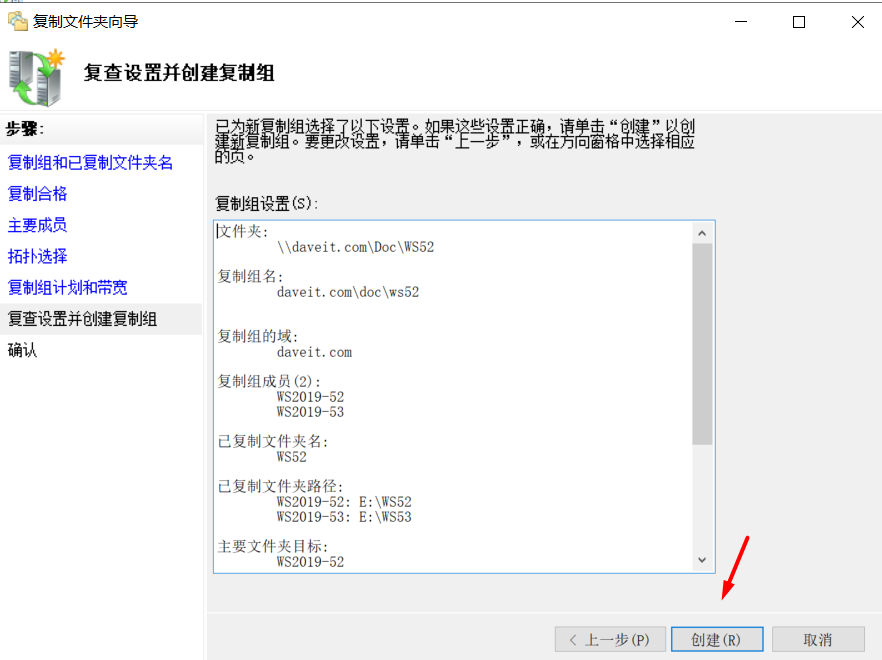 复制文件夹向导
复查设置并创建复制组
步骤:
复制组和已复制文件夹名
复制合格
主要成员
拓扑选择
复制组计划和带宽
复查设置并创建复制组
确认
已为新复制组选择了以下设置。如果这些设置正确，请单击“创建”以创
建新复制组。要更改设置，请单击“上一步”，或在方向窗格中选择相应
的页。
复制组设置(S):
文件夹:
\\daveit.com\Doc\WS52
复制组名:
daveit.com\doc\ws52
复制组的域:
daveit.com
复制组成员(2):
WS2019-52
WS2019-53
已复制文件夹名:
WS52
已复制文件夹路径:
WS2019-52: E:\WS52
WS2019-53: E:\WS53
主要文件夹目标:
WS2019-52
< 上一步(P)
创建(R)
取消